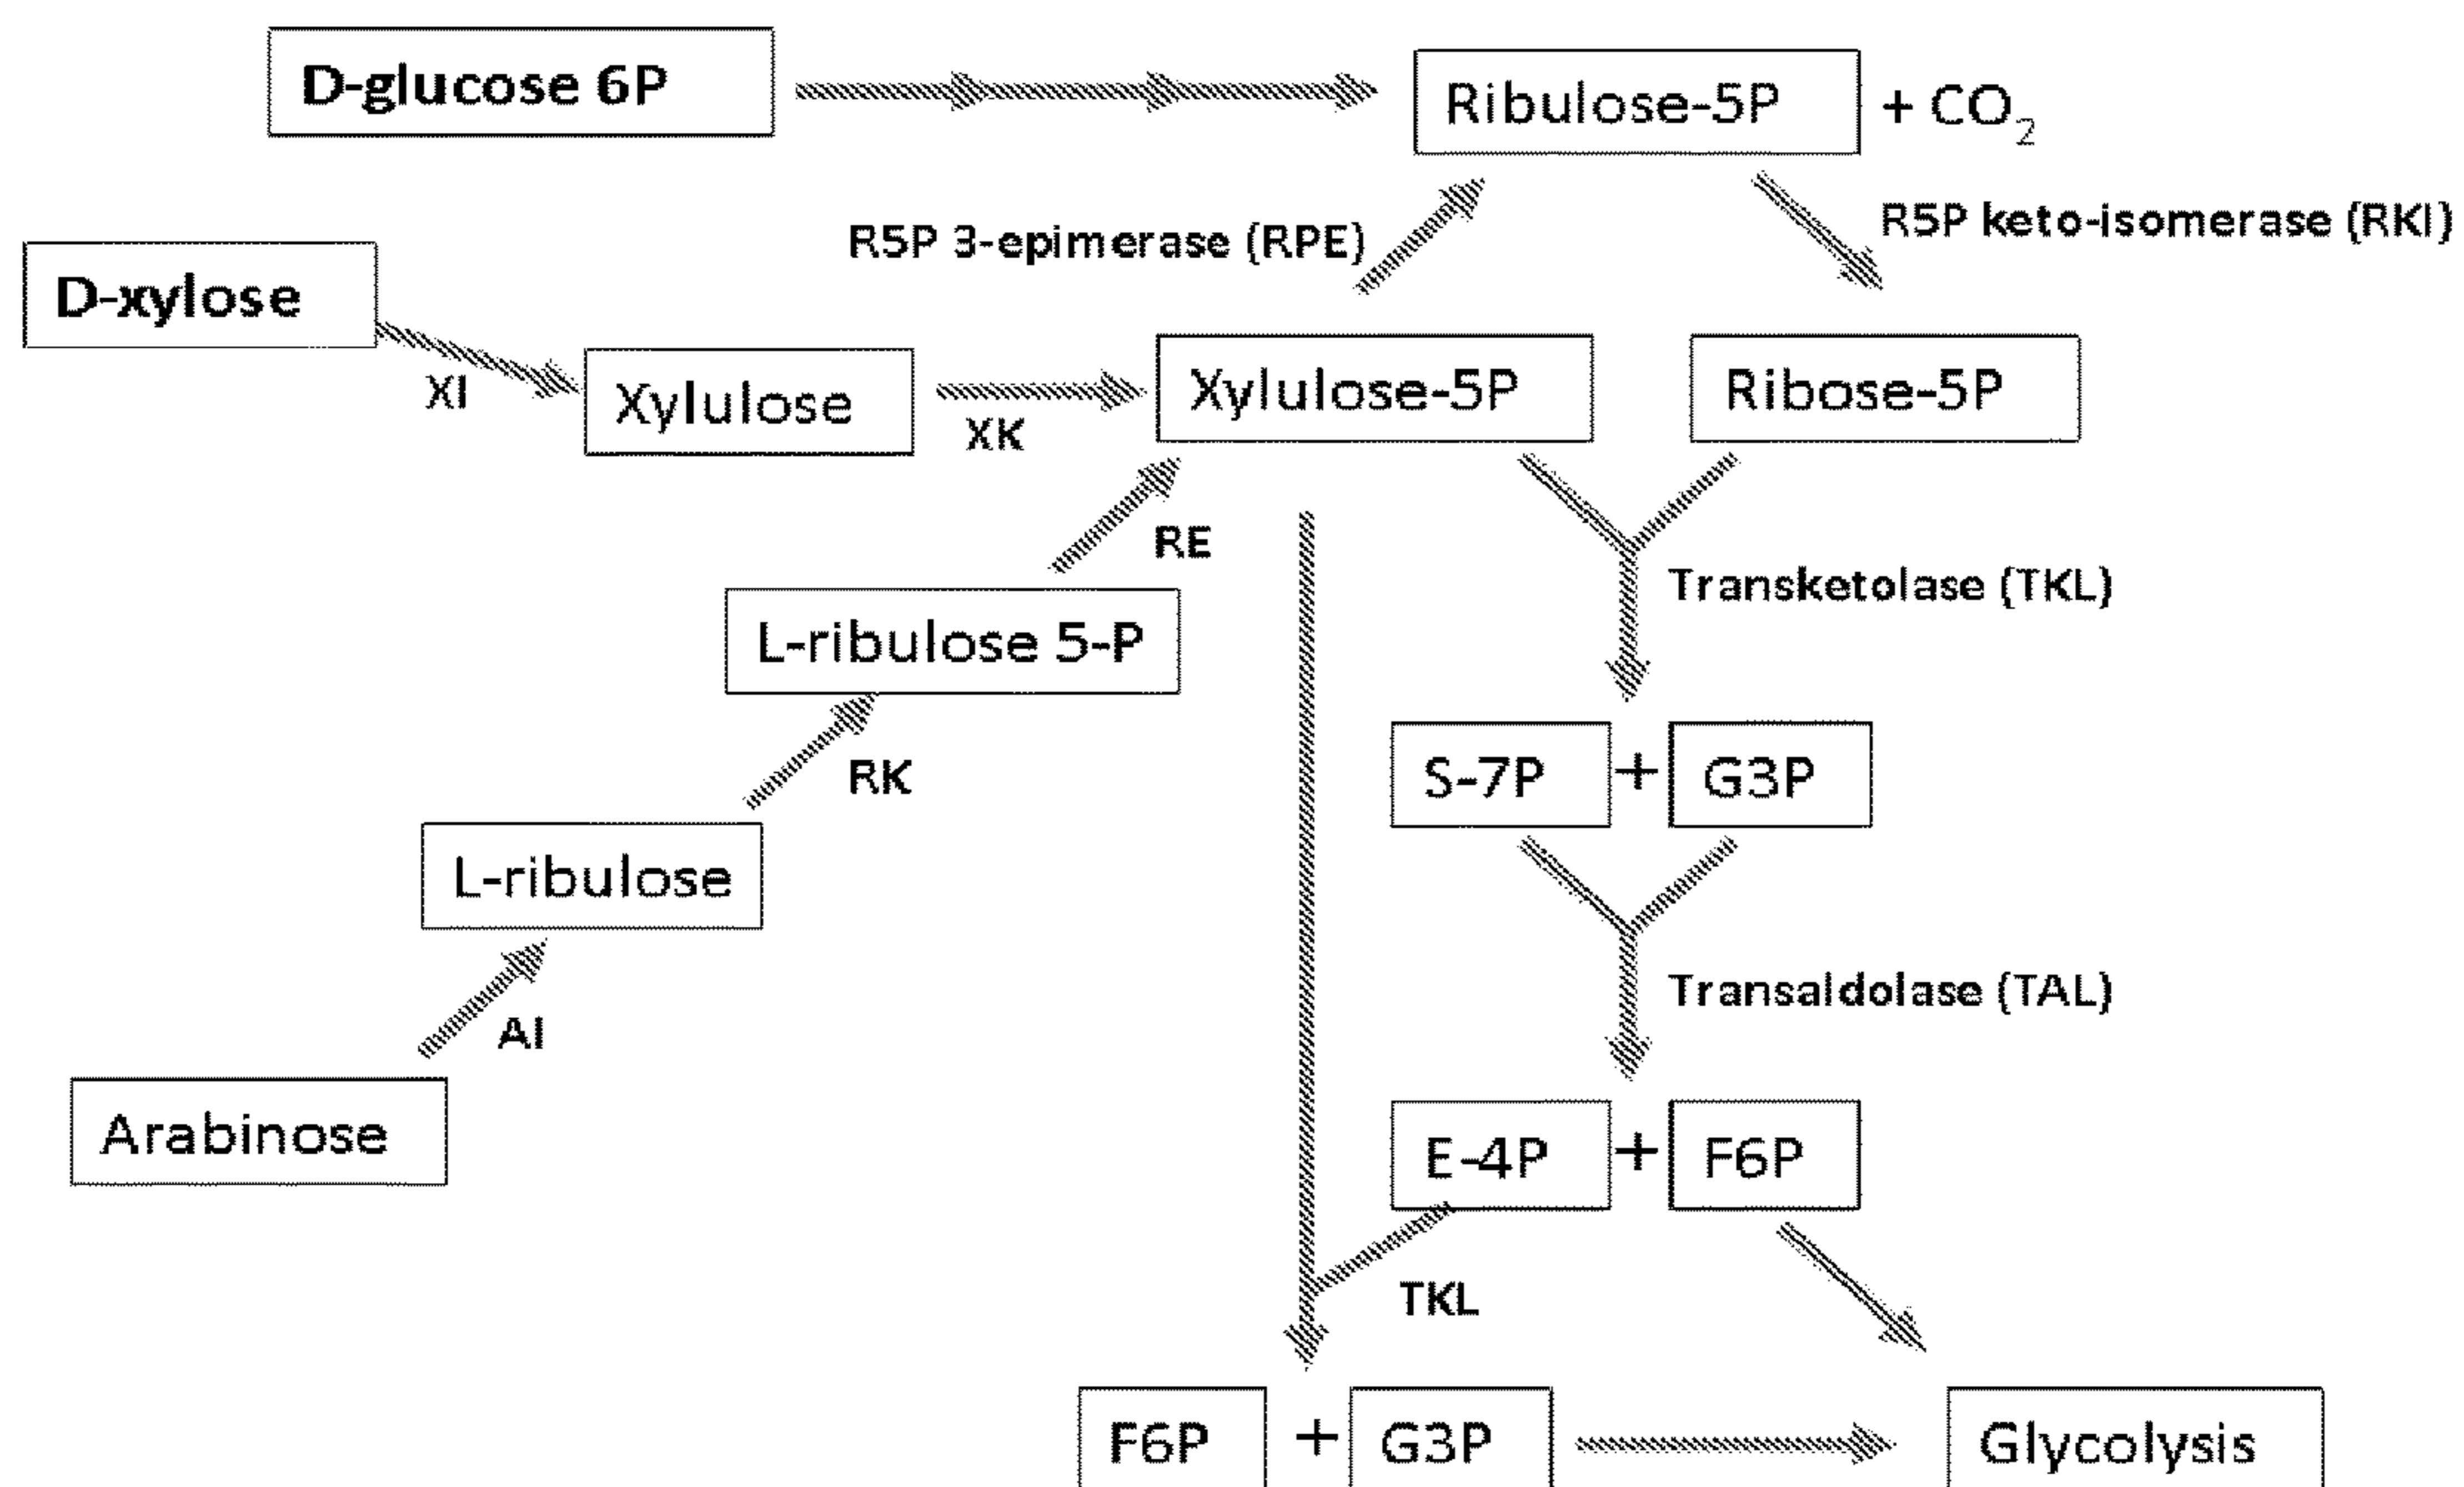 D-glucose 6P
Ribulose-5P + CO2
R5P 3-epimerase (RPE)
R5P keto-isomerase (RKI)
D-xylose
XI
Xylulose
XK
Xylulose-5P
Ribose-5P
RE
Transketolase (TKL)
L-ribulose 5-P
RK
S-7P + G3P
L-ribulose
AI
Transaldolase (TAL)
Arabinose
E-4P + F6P
TKL
F6P + G3P
Glycolysis